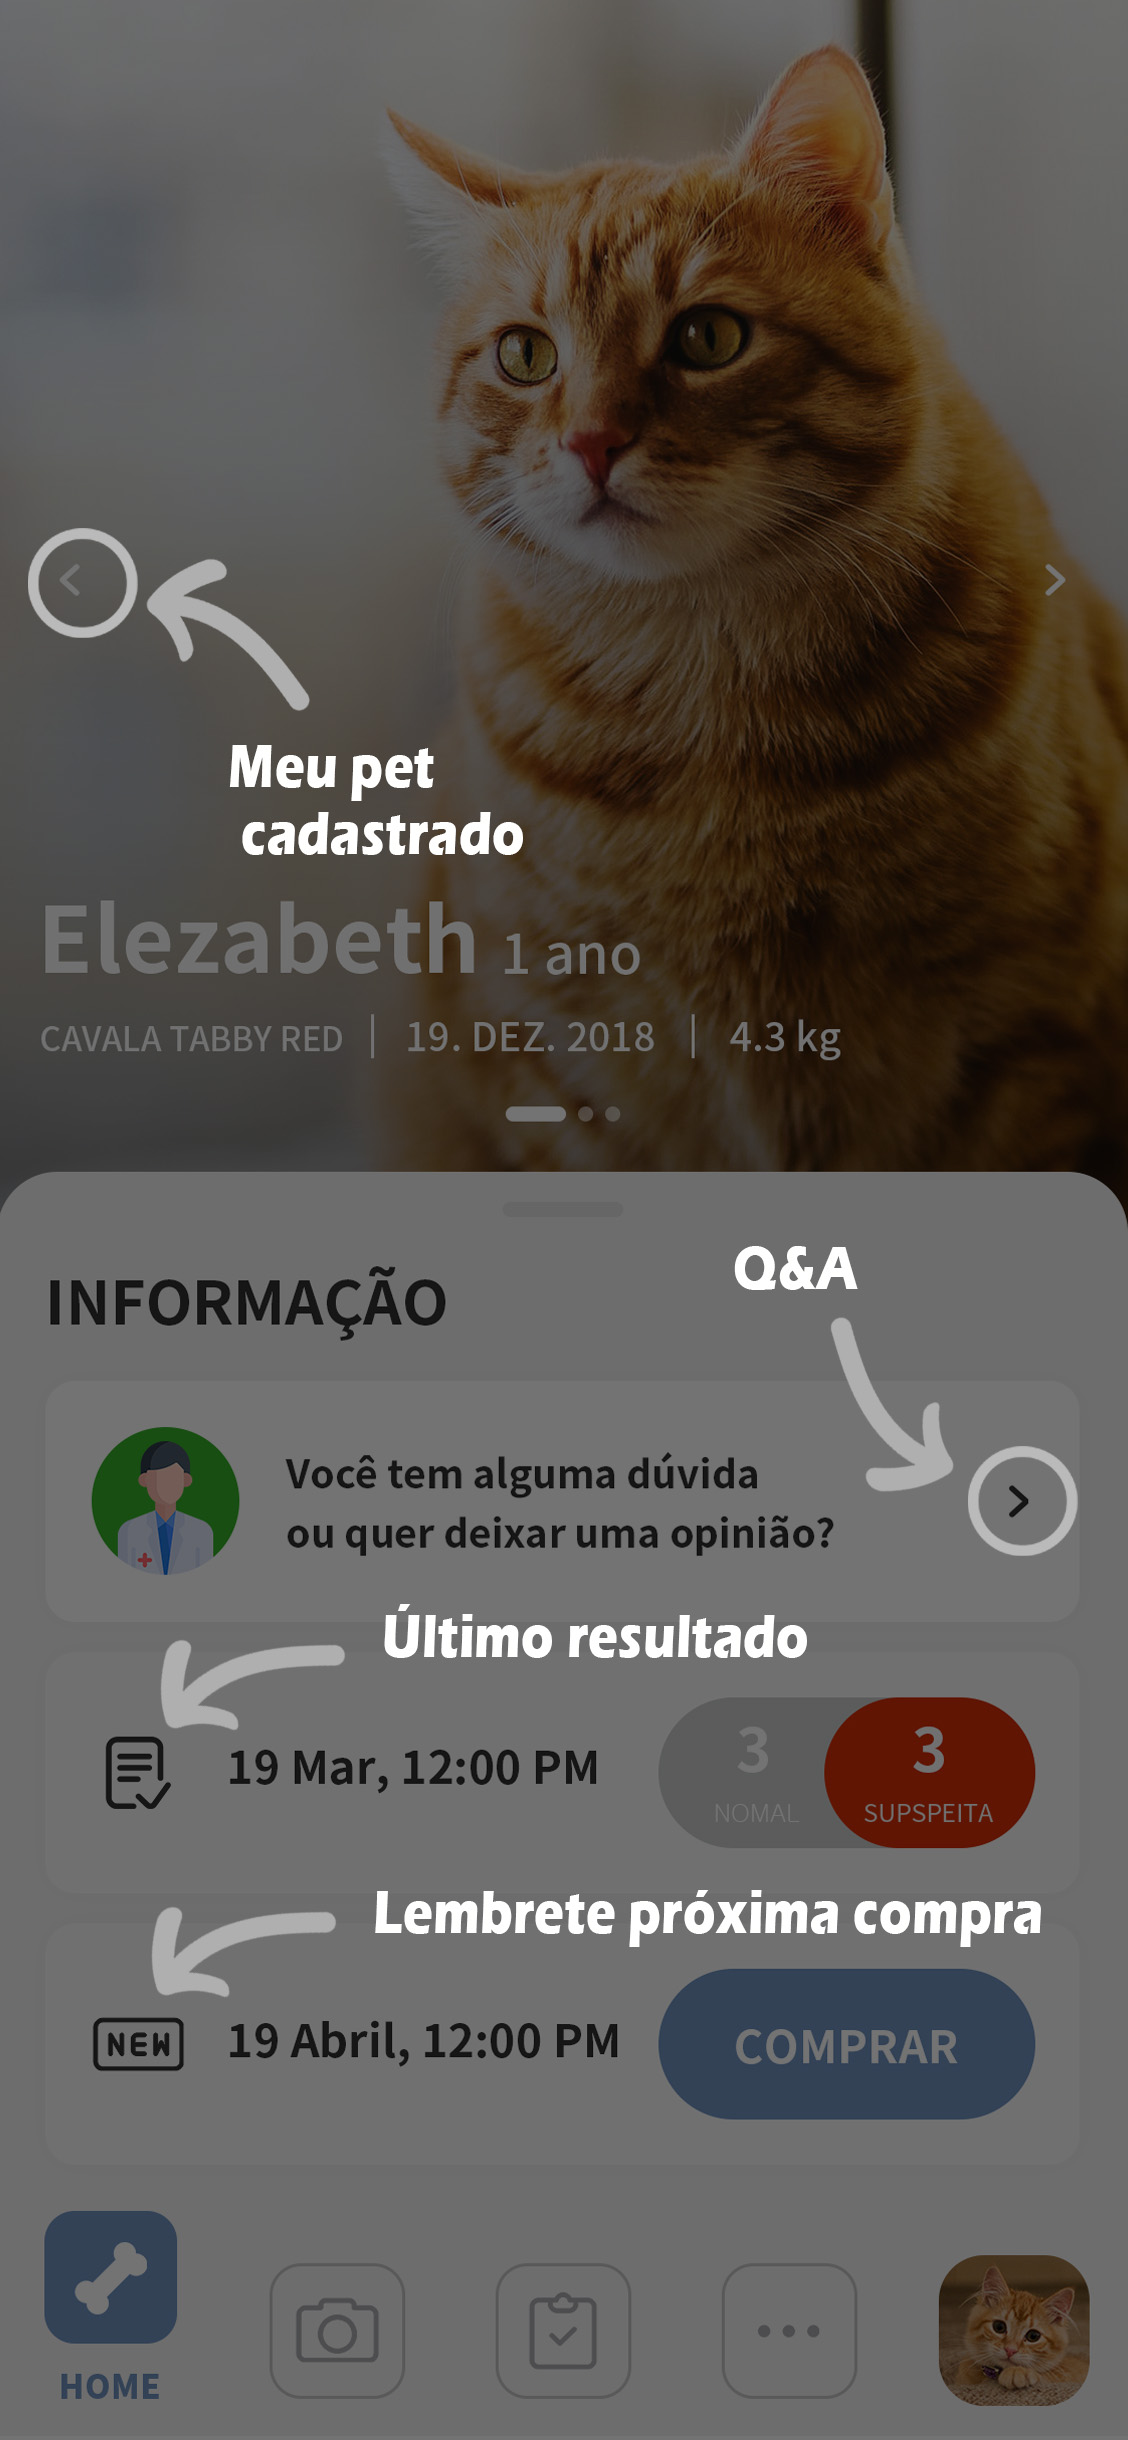 Meu pet
cadastrado
Elezabeth 1 ano
CAVALA TABBY RED | 19. DEZ. 2018 | 4.3 kg
INFORMAÇÃO
Q&A
Você tem alguma dúvida
ou quer deixar uma opinião?
Último resultado
19 Mar, 12:00 PM
3
NOMAL
3
SUPSPEITA
Lembrete próxima compra
NEW
19 Abril, 12:00 PM
COMPRAR
HOME